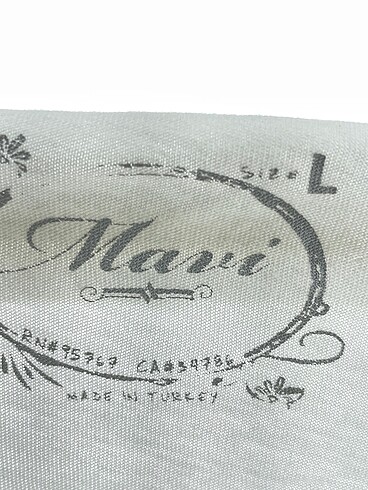 SIZE L
Mavi
RN#95767 CA#34786
MADE IN TURKEY